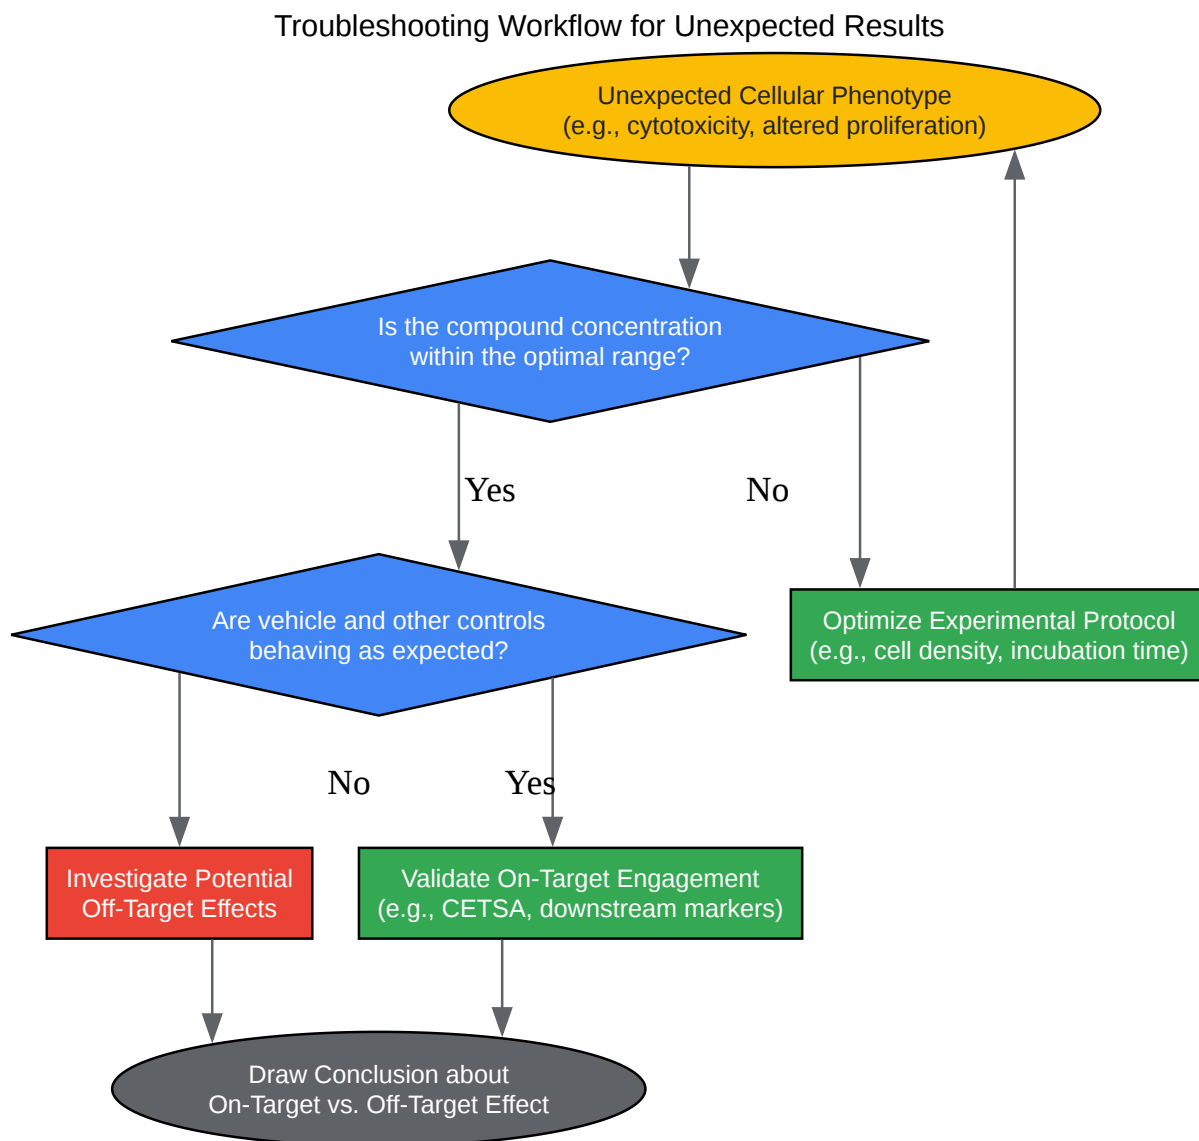 Troubleshooting Workflow for Unexpected Results
Unexpected Cellular Phenotype
(e.g., cytotoxicity, altered proliferation)
Is the compound concentration
within the optimal range?
Yes
No
Are vehicle and other controls
behaving as expected?
Optimize Experimental Protocol
(e.g., cell density, incubation time)
No
Yes
Investigate Potential
Off-Target Effects
Validate On-Target Engagement
(e.g., CETSA, downstream markers)
Draw Conclusion about
On-Target vs. Off-Target Effect